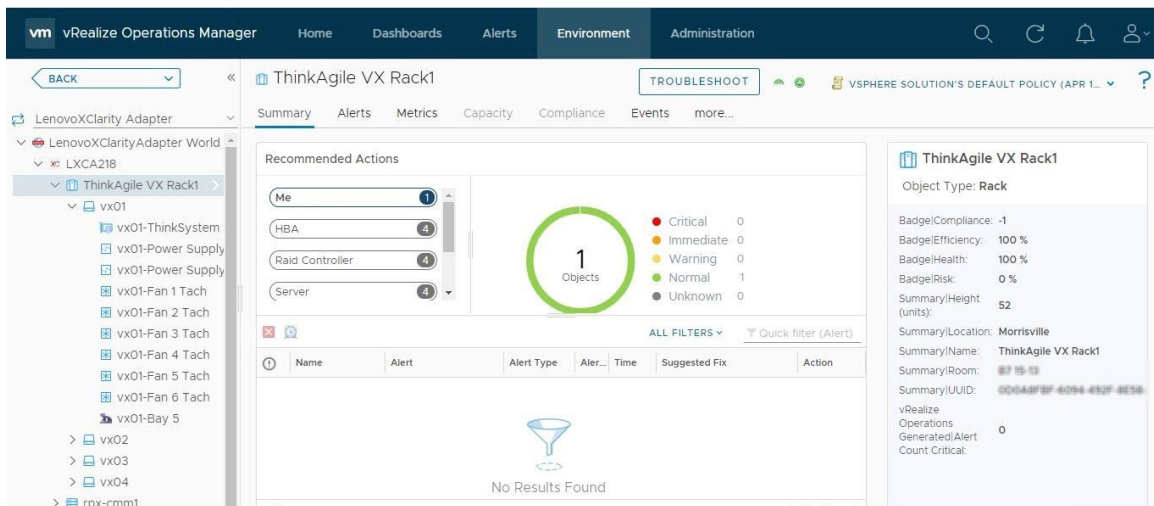 vm vRealize Operations Manager Home Dashboards Alerts Environment Administration
BACK
LenovoXClarity Adapter
LenovoXClarityAdapter World
LXCA218
ThinkAgile VX Rack1
vx01
vx01-ThinkSystem
vx01-Power Supply
vx01-Power Supply
vx01-Fan 1 Tach
vx01-Fan 2 Tach
vx01-Fan 3 Tach
vx01-Fan 4 Tach
vx01-Fan 5 Tach
vx01-Fan 6 Tach
vx01-Bay 5
vx02
vx03
vx04
rpx-cmm1
ThinkAgile VX Rack1 TROUBLESHOOT VSPHERE SOLUTION'S DEFAULT POLICY (APR 1... ?
Summary Alerts Metrics Capacity Compliance Events more...
Recommended Actions
Me 1
HBA 4
Raid Controller 4
Server 4
1
Objects
Critical 0
Immediate 0
Warning 0
Normal 1
Unknown 0
ALL FILTERS Quick filter (Alert)
Name Alert Alert Type Aler... Time Suggested Fix Action
No Results Found
ThinkAgile VX Rack1
Object Type: Rack
Badge|Compliance: -1
Badge|Efficiency: 100 %
Badge|Health: 100 %
Badge|Risk: 0 %
Summary|Height
(units): 52
Summary|Location: Morrisville
Summary|Name: ThinkAgile VX Rack1
Summary|Room:
Summary|UUID:
vRealize
Operations
Generated|Alert 0
Count Critical: